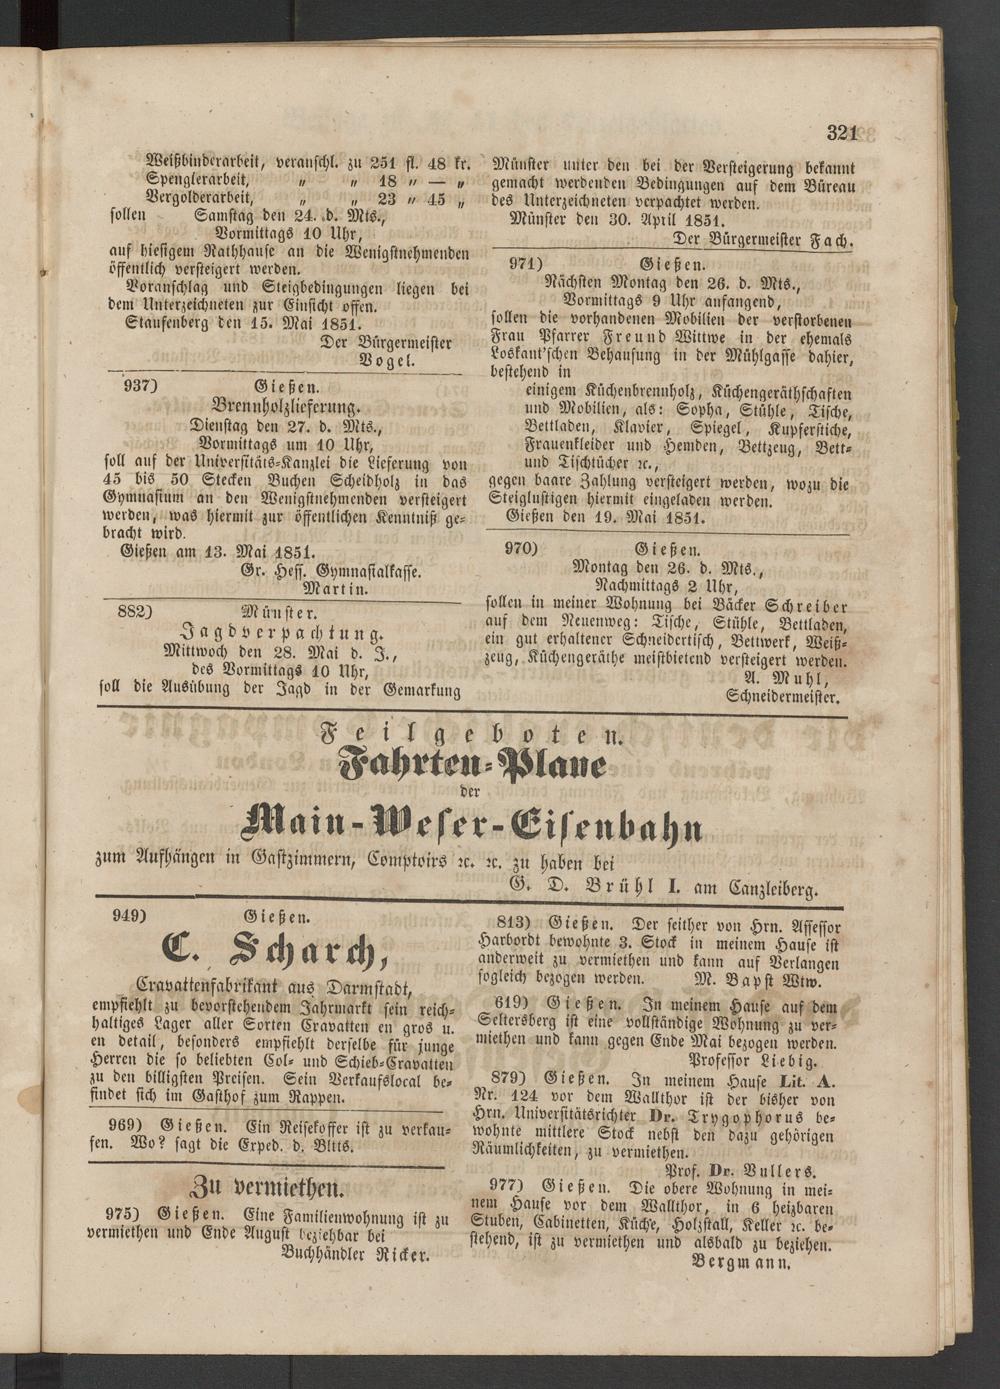 321
Weißbinderarbeit, veranschl. zu 251 fl. 48 kr.
Spenglerarbeit, „ „ 18 „ — „
Vergolderarbeit, „ „ 23 „ 45 „
sollen Samstag den 24. d. Mts.,
Vormittags 10 Uhr,
auf hiesigem Rathhause an die Wenigstnehmenden
öffentlich versteigert werden.
Voranschlag und Steigbedingungen liegen bei
dem Unterzeichneten zur Einsicht offen.
Staufenberg den 15. Mai 1851.
Der Bürgermeister
Vogel.
937) Gießen.
Brennholzlieferung.
Dienstag den 27. d. Mts.,
Vormittags um 10 Uhr,
soll auf der Universitäts-Kanzlei die Lieferung von
45 bis 50 Stecken Buchen Scheidholz in das
Gymnasium an den Wenigstnehmenden versteigert
werden, was hiermit zur öffentlichen Kenntniß ge-
bracht wird.
Gießen am 13. Mai 1851.
Gr. Hess. Gymnasialkasse.
Martin.
882) Münster.
Jagdverpachtung.
Mittwoch den 28. Mai d. J.,
des Vormittags 10 Uhr,
soll die Ausübung der Jagd in der Gemarkung
Münster unter den bei der Versteigerung bekannt
gemacht werdenden Bedingungen auf dem Büreau
des Unterzeichneten verpachtet werden.
Münster den 30. April 1851.
Der Bürgermeister Fach.
971) Gießen.
Nächsten Montag den 26. d. Mts.,
Vormittags 9 Uhr anfangend,
sollen die vorhandenen Mobilien der verstorbenen
Frau Pfarrer Freund Wittwe in der ehemals
Loskant'schen Behausung in der Mühlgasse dahier,
bestehend in
einigem Küchenbrennholz, Küchengeräthschaften
und Mobilien, als: Sopha, Stühle, Tische,
Bettladen, Klavier, Spiegel, Kupferstiche,
Frauenkleider und Hemden, Bettzeug, Bett-
und Tischtücher ꝛc.,
gegen baare Zahlung versteigert werden, wozu die
Steiglustigen hiermit eingeladen werden.
Gießen den 19. Mai 1851.
970) Gießen.
Montag den 26. d. Mts.,
Nachmittags 2 Uhr,
sollen in meiner Wohnung bei Bäcker Schreiber
auf dem Neuenweg: Tische, Stühle, Bettladen,
ein gut erhaltener Schneidertisch, Bettwerk, Weiß-
zeug, Küchengeräthe meistbietend versteigert werden.
A. Muhl,
Schneidermeister.
Feilgeboten.
Fahrten-Plane
der
Main-Weser-Eisenbahn
zum Aufhängen in Gastzimmern, Comptoirs ꝛc. ꝛc. zu haben bei
G. D. Brühl I. am Canzleiberg.
949) Gießen.
C. Scharch,
Cravattenfabrikant aus Darmstadt,
empfiehlt zu bevorstehendem Jahrmarkt sein reich-
haltiges Lager aller Sorten Cravatten en gros u.
en detail, besonders empfiehlt derselbe für junge
Herren die so beliebten Col- und Schieb-Cravatten
zu den billigsten Preisen. Sein Verkaufslocal be-
findet sich im Gasthof zum Rappen.
969) Gießen. Ein Reisekoffer ist zu verkau-
fen. Wo? sagt die Exped. d. Bltts.
Zu vermiethen.
975) Gießen. Eine Familienwohnung ist zu
vermiethen und Ende August beziehbar bei
Buchhändler Ricker.
813) Gießen. Der seither von Hrn. Assessor
Harbordt bewohnte 3. Stock in meinem Hause ist
anderweit zu vermiethen und kann auf Verlangen
sogleich bezogen werden. M. Bapst Wtw.
619) Gießen. In meinem Hause auf dem
Seltersberg ist eine vollständige Wohnung zu ver-
miethen und kann gegen Ende Mai bezogen werden.
Professor Liebig.
879) Gießen. In meinem Hause Lit. A.
Nr. 124 vor dem Wallthor ist der bisher von
Hrn. Universitätsrichter Dr. Trygophorus be-
wohnte mittlere Stock nebst den dazu gehörigen
Räumlichkeiten, zu vermiethen.
Prof. Dr. Vullers.
977) Gießen. Die obere Wohnung in mei-
nem Hause vor dem Wallthor, in 6 heizbaren
Stuben, Cabinetten, Küche, Holzstall, Keller ꝛc. be-
stehend, ist zu vermiethen und alsbald zu beziehen.
Bergmann.